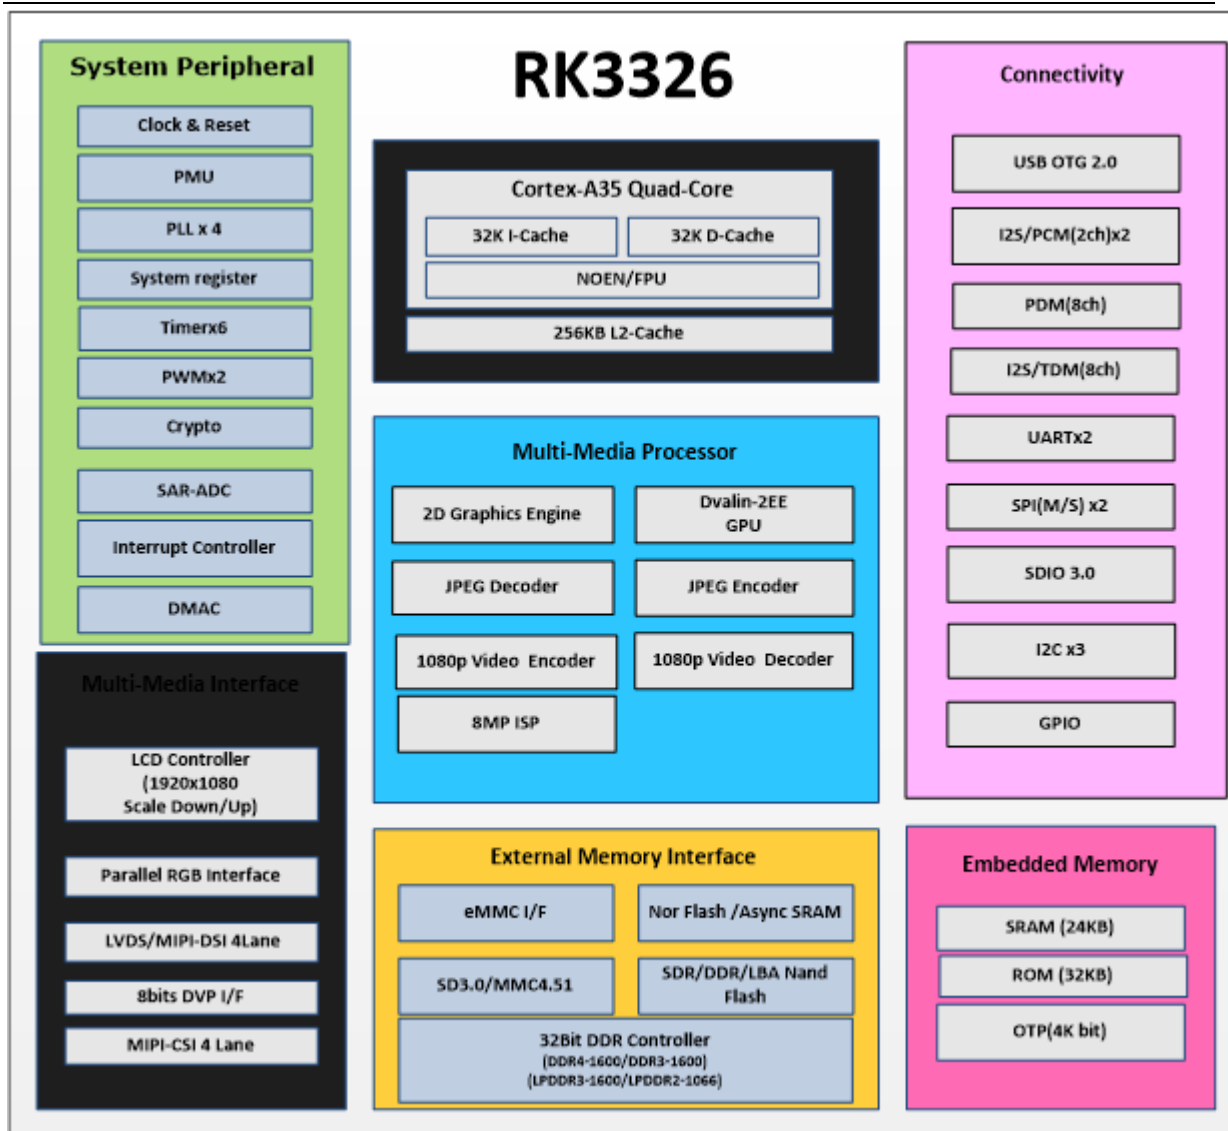 RK3326
System Peripheral
Clock & Reset
PMU
PLL x 4
System register
Timerx6
PWMx2
Crypto
SAR-ADC
Interrupt Controller
DMAC
Multi-Media Interface
LCD Controller
(1920x1080
Scale Down/Up)
Parallel RGB Interface
LVDS/MIPI-DSI 4Lane
8bits DVP I/F
MIPI-CSI 4 Lane
Cortex-A35 Quad-Core
32K I-Cache
32K D-Cache
NOEN/FPU
256KB L2-Cache
Multi-Media Processor
2D Graphics Engine
Dvalin-2EE
GPU
JPEG Decoder
JPEG Encoder
1080p Video Encoder
1080p Video Decoder
8MP ISP
External Memory Interface
eMMC I/F
Nor Flash /Async SRAM
SD3.0/MMC4.51
SDR/DDR/LBA Nand
Flash
32Bit DDR Controller
(DDR4-1600/DDR3-1600)
(LPDDR3-1600/LPDDR2-1066)
Connectivity
USB OTG 2.0
I2S/PCM(2ch)x2
PDM(8ch)
I2S/TDM(8ch)
UARTx2
SPI(M/S) x2
SDIO 3.0
I2C x3
GPIO
Embedded Memory
SRAM (24KB)
ROM (32KB)
OTP(4K bit)